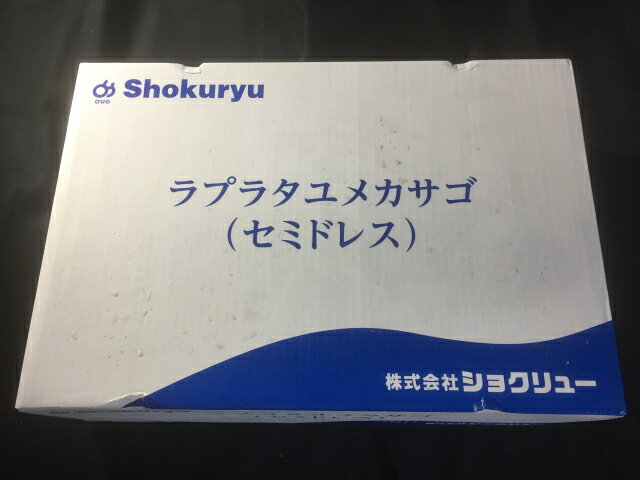 Shokuryu
OUG
ラプラタユメカサゴ
(セミドレス)
株式会社 ショクリュー